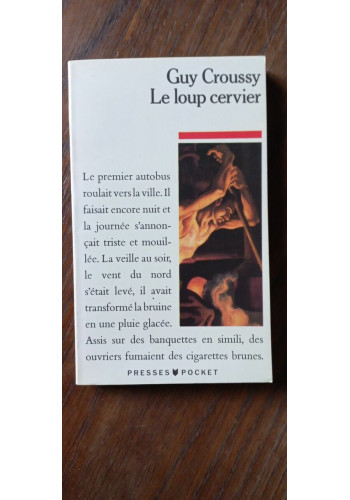 Guy Croussy
Le loup cervier
Le premier autobus
roulait vers la ville. Il
faisait encore nuit et
la journée s'annon-
çait triste et mouil-
lée. La veille au soir,
le vent du nord
s'était levé, il avait
transformé la bruine
en une pluie glacée.
Assis sur des banquettes en simili, des
ouvriers fumaient des cigarettes brunes.
PRESSES POCKET